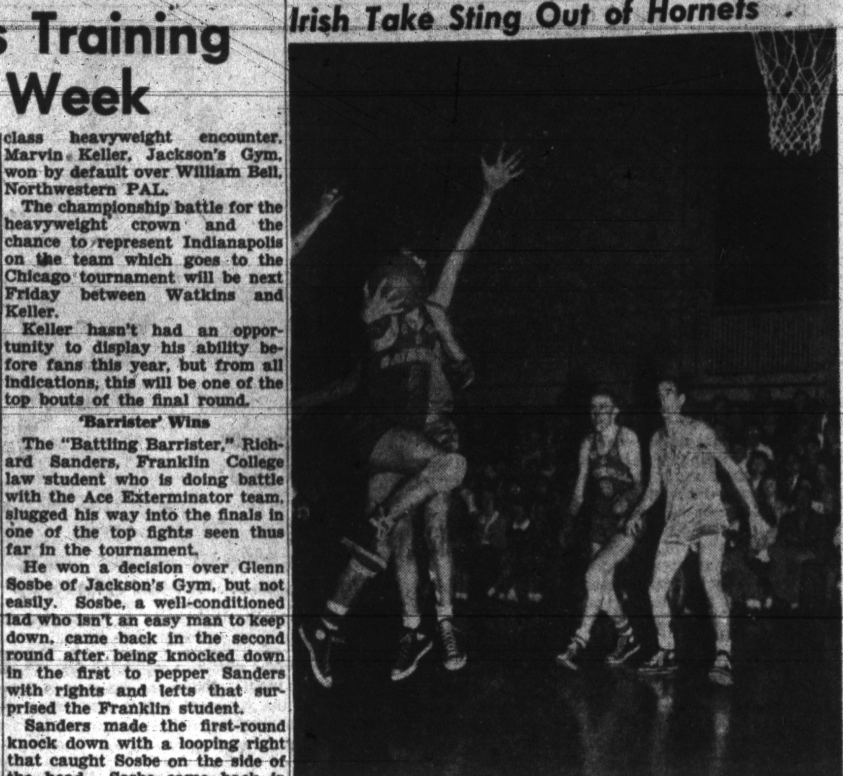 s Training
Week
class heavyweight encounter,
Marvin Keller, Jackson's Gym,
won by default over William Bell,
Northwestern PAL.
The championship battle for the
heavyweight crown and the
chance to represent Indianapolis
on the team which goes to the
Chicago tournament will be next
Friday between Watkins and
Keller.
Keller hasn't had an oppor-
tunity to display his ability be-
fore fans this year, but from all
indications, this will be one of the
top bouts of the final round.
'Barrister' Wins
The "Battling Barrister," Rich-
ard Sanders, Franklin College
law student who is doing battle
with the Ace Exterminator team,
slugged his way into the finals in
one of the top fights seen thus
far in the tournament.
He won a decision over Glenn
Sosbe of Jackson's Gym, but not
easily. Sosbe, a well-conditioned
lad who isn't an easy man to keep
down, came back in the second
round after being knocked down
in the first to pepper Sanders
with rights and lefts that sur-
prised the Franklin student.
Sanders made the first-round
knock down with a looping right
that caught Sosbe on the side of
Irish Take Sting Out of Hornets